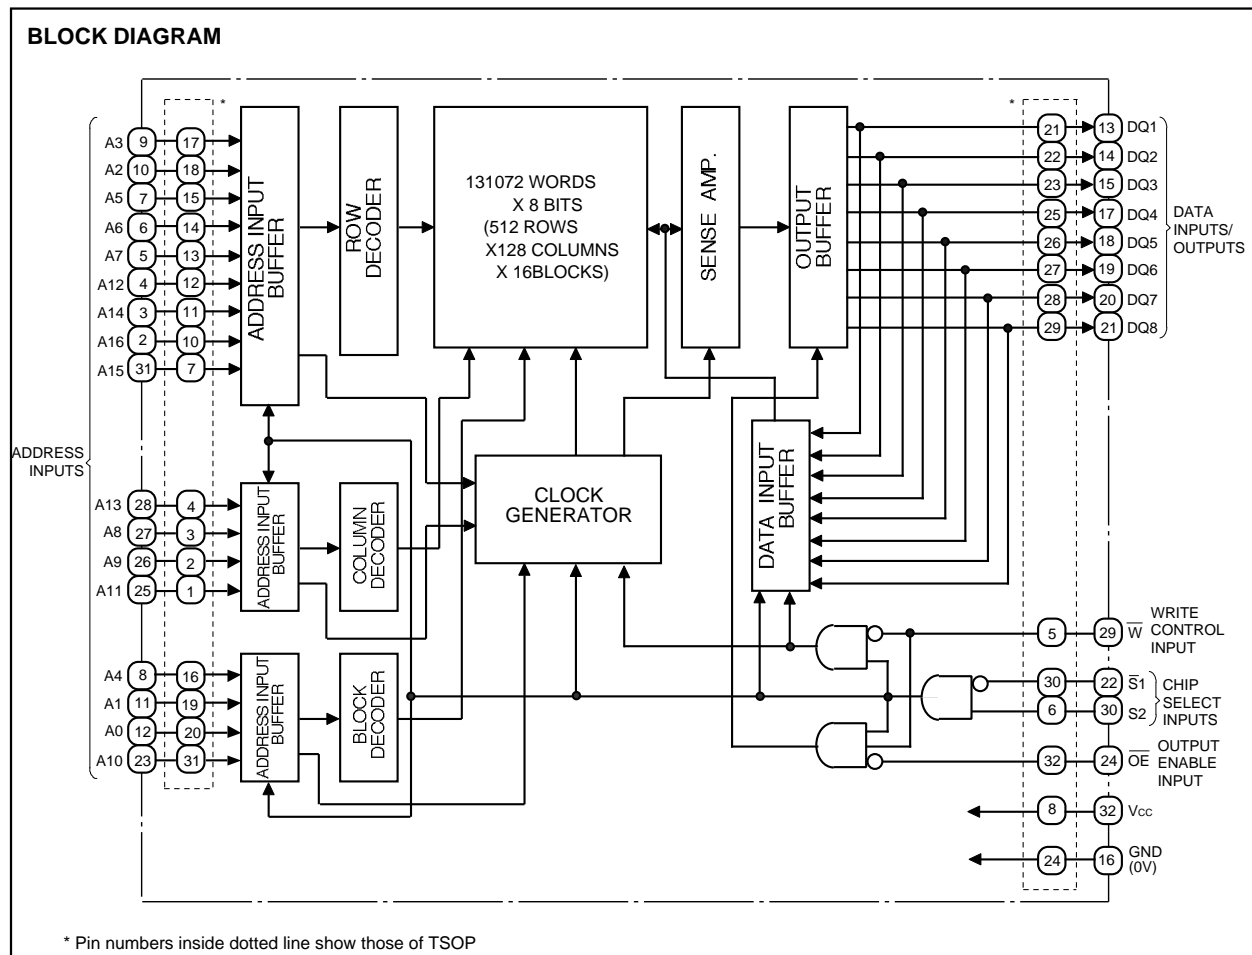 BLOCK DIAGRAM
*
*
A3 9 17
A2 10 18
A5 7 15
A6 6 14
A7 5 13
A12 4 12
A14 3 11
A16 2 10
A15 31 7
ADDRESS
INPUTS
A13 28 4
A8 27 3
A9 26 2
A11 25 1
A4 8 16
A1 11 19
A0 12 20
A10 23 31
ADDRESS INPUT
BUFFER
ROW
DECODER
131072 WORDS
X 8 BITS
(512 ROWS
X128 COLUMNS
X 16BLOCKS)
SENSE AMP.
OUTPUT
BUFFER
21 13 DQ1
22 14 DQ2
23 15 DQ3
25 17 DQ4
26 18 DQ5
27 19 DQ6
28 20 DQ7
29 21 DQ8
DATA
INPUTS/
OUTPUTS
ADDRESS INPUT
BUFFER
COLUMN
DECODER
CLOCK
GENERATOR
DATA INPUT
BUFFER
ADDRESS INPUT
BUFFER
BLOCK
DECODER
5 29 W̅
WRITE
CONTROL
INPUT
30 22 S̅1
6 30 S2
CHIP
SELECT
INPUTS
32 24 O̅E̅
OUTPUT
ENABLE
INPUT
8 32 Vcc
24 16 GND
(0V)
* Pin numbers inside dotted line show those of TSOP